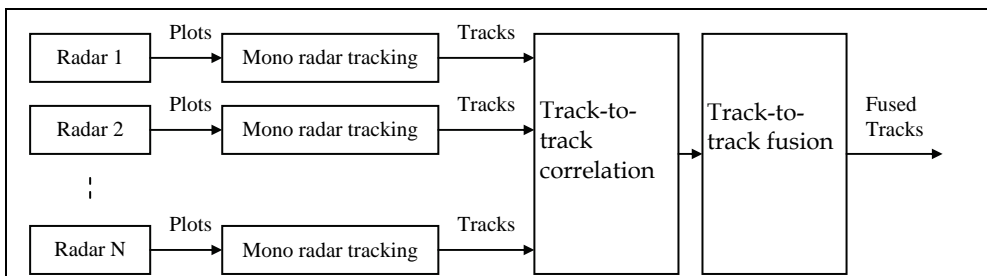 Radar 1
Plots
Mono radar tracking
Tracks
Radar 2
Plots
Mono radar tracking
Tracks
Radar N
Plots
Mono radar tracking
Tracks
Track-to-
track
correlation
Track-to-
track fusion
Fused
Tracks